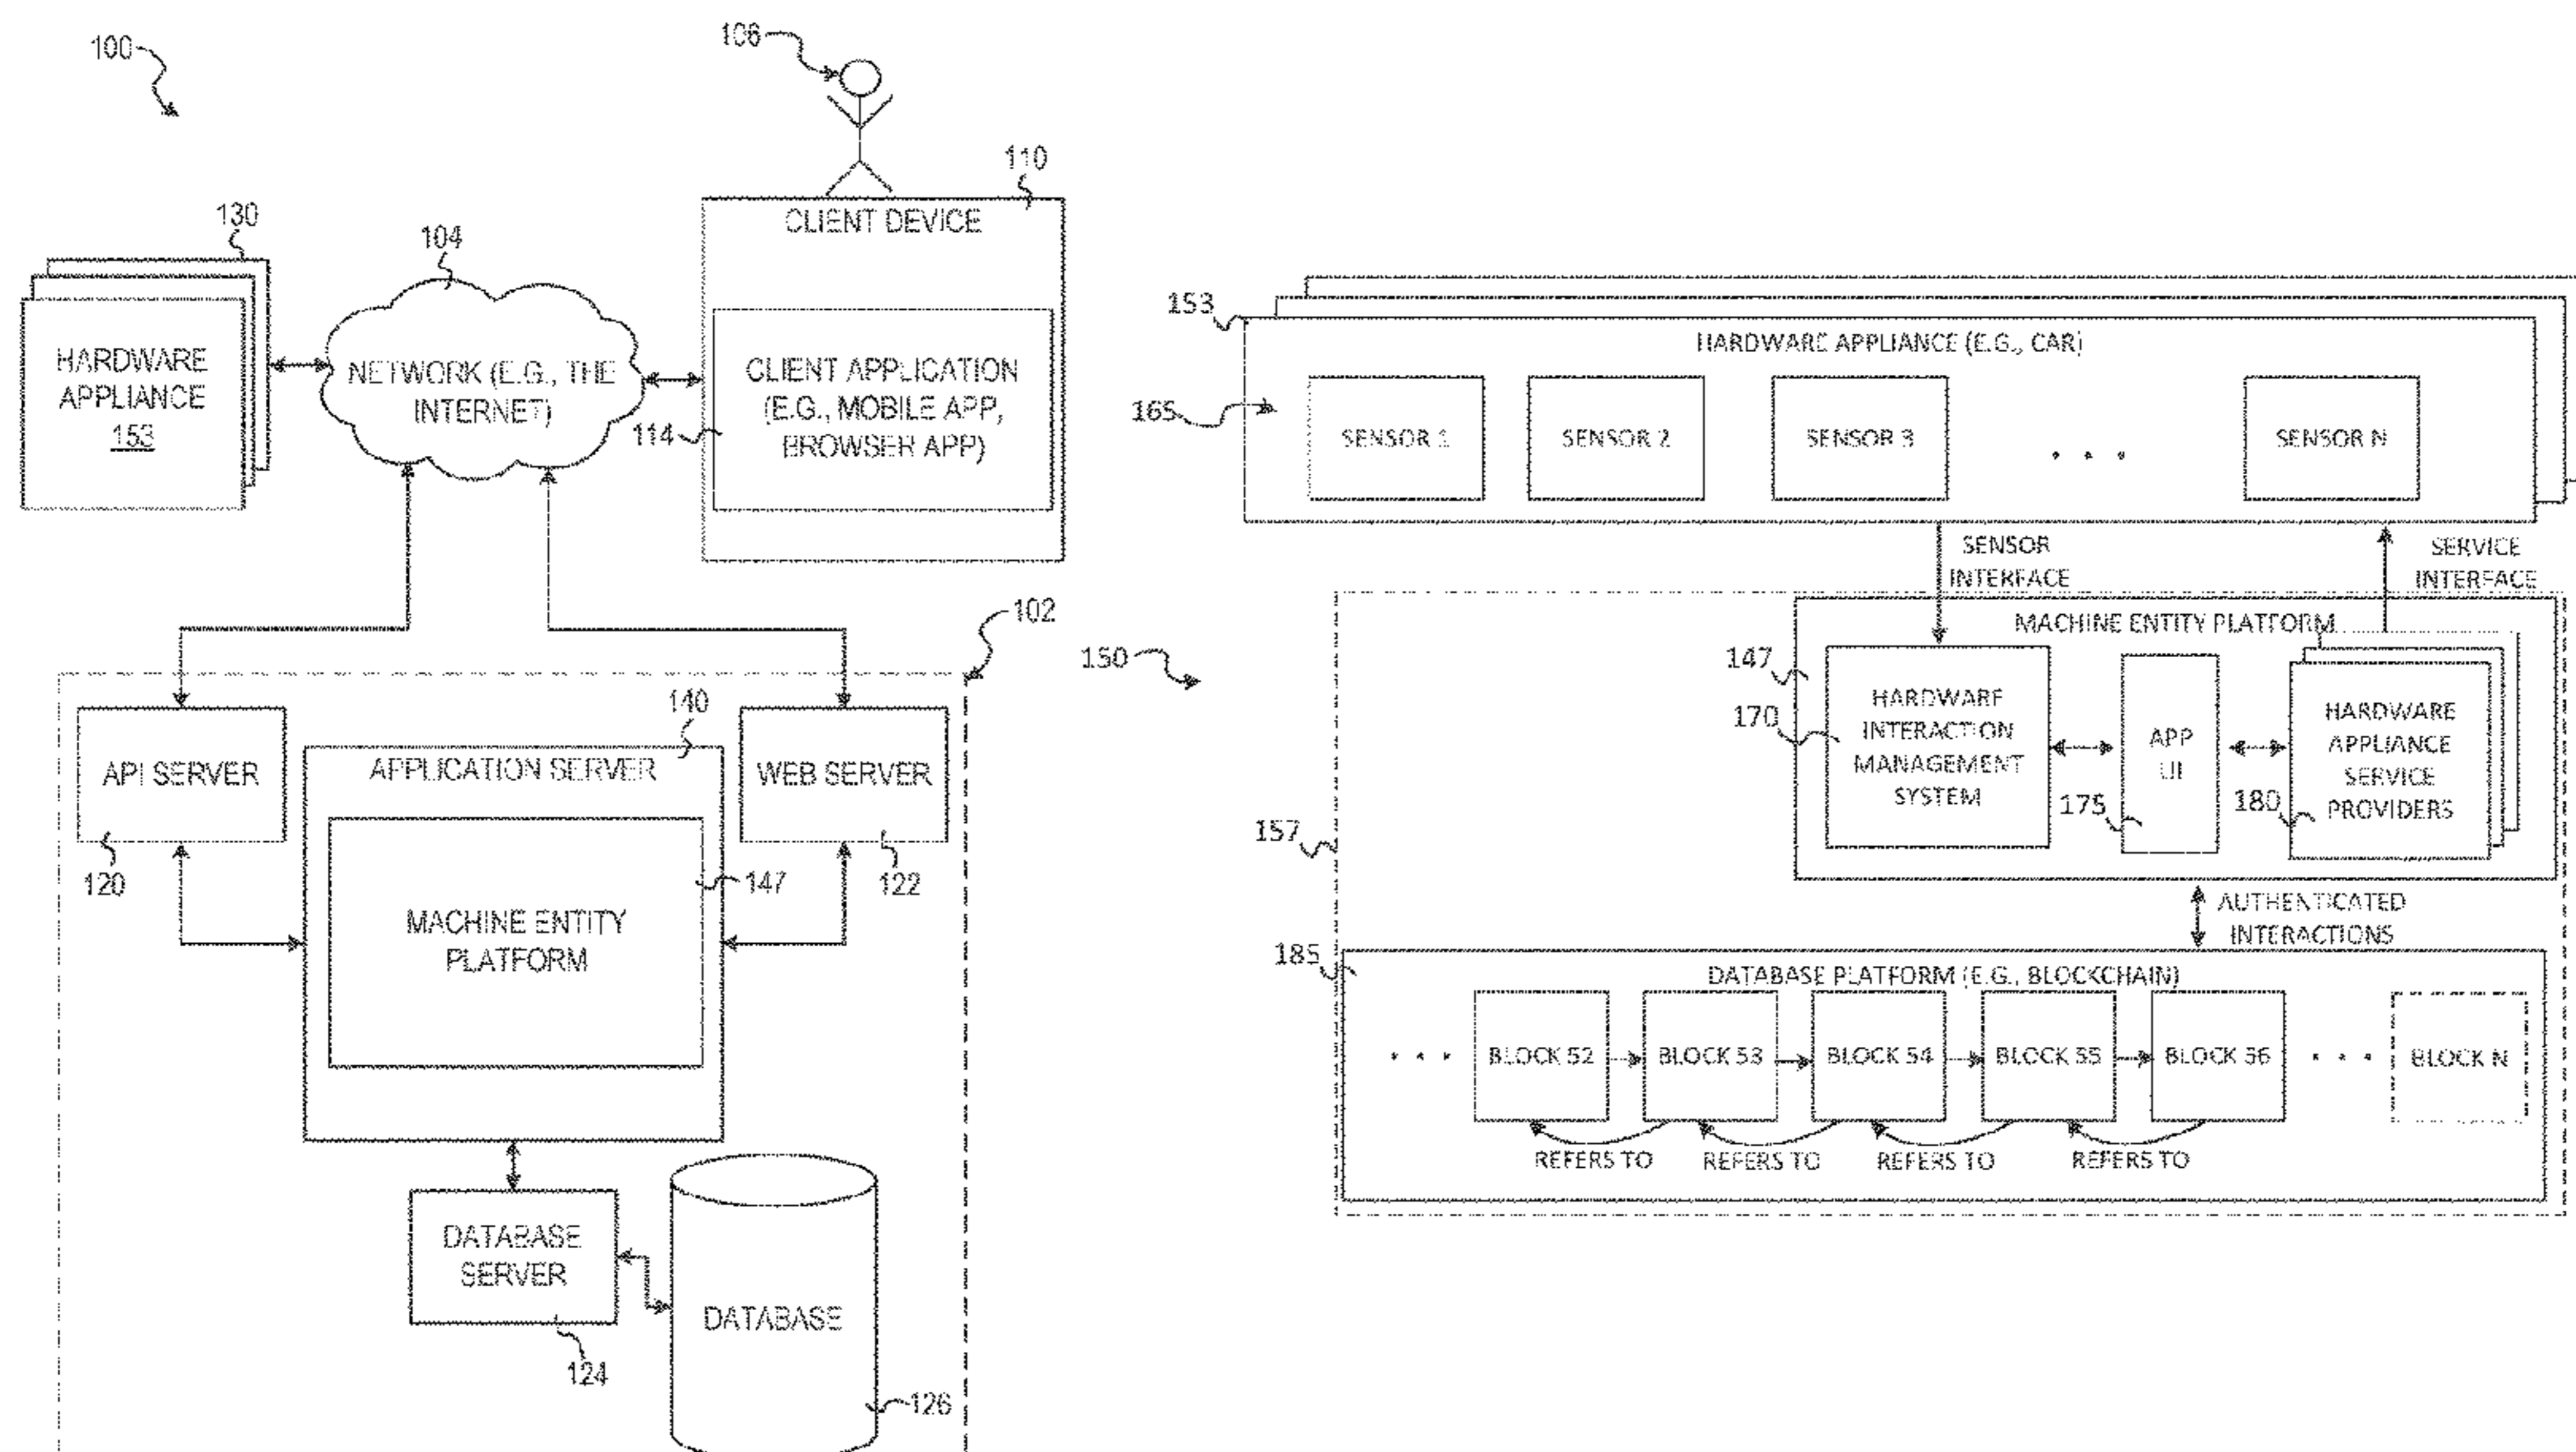 100
106
110
CLIENT DEVICE
130
104
HARDWARE
APPLIANCE
153
NETWORK (E.G., THE
INTERNET)
114
CLIENT APPLICATION
(E.G., MOBILE APP,
BROWSER APP)
102
140
API SERVER
120
APPLICATION SERVER
WEB SERVER
122
147
MACHINE ENTITY
PLATFORM
DATABASE
SERVER
124
DATABASE
126
153
HARDWARE APPLIANCE (E.G., CAR)
165
SENSOR 1
SENSOR 2
SENSOR 3
. . .
SENSOR N
SENSOR
INTERFACE
SERVICE
INTERFACE
150
157
MACHINE ENTITY PLATFORM
147
170
HARDWARE
INTERACTION
MANAGEMENT
SYSTEM
175
APP
UI
180
HARDWARE
APPLIANCE
SERVICE
PROVIDERS
AUTHENTICATED
INTERACTIONS
185
DATABASE PLATFORM (E.G., BLOCKCHAIN)
. . .
BLOCK 52
BLOCK 53
BLOCK 54
BLOCK 55
BLOCK 56
. . .
BLOCK N
REFERS TO
REFERS TO
REFERS TO
REFERS TO